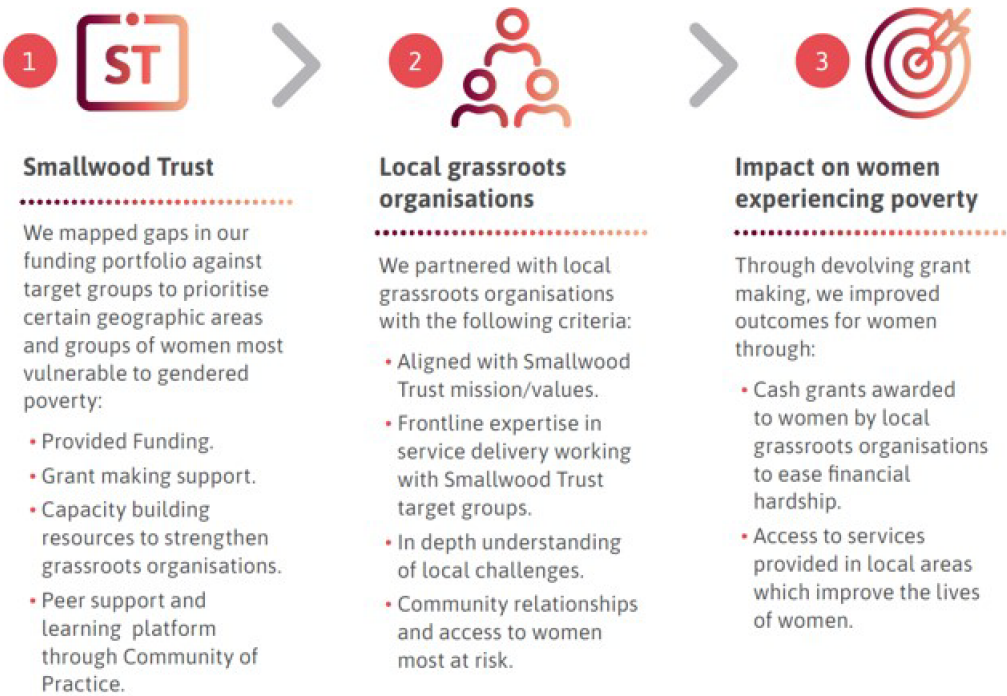 1
ST
Smallwood Trust
We mapped gaps in our
funding portfolio against
target groups to prioritise
certain geographic areas
and groups of women most
vulnerable to gendered
poverty:
• Provided Funding.
• Grant making support.
• Capacity building
resources to strengthen
grassroots organisations.
• Peer support and
learning platform
through Community of
Practice.
2
Local grassroots
organisations
We partnered with local
grassroots organisations
with the following criteria:
• Aligned with Smallwood
Trust mission/values.
• Frontline expertise in
service delivery working
with Smallwood Trust
target groups.
• In depth understanding
of local challenges.
• Community relationships
and access to women
most at risk.
3
Impact on women
experiencing poverty
Through devolving grant
making, we improved
outcomes for women
through:
• Cash grants awarded
to women by local
grassroots organisations
to ease financial
hardship.
• Access to services
provided in local areas
which improve the lives
of women.